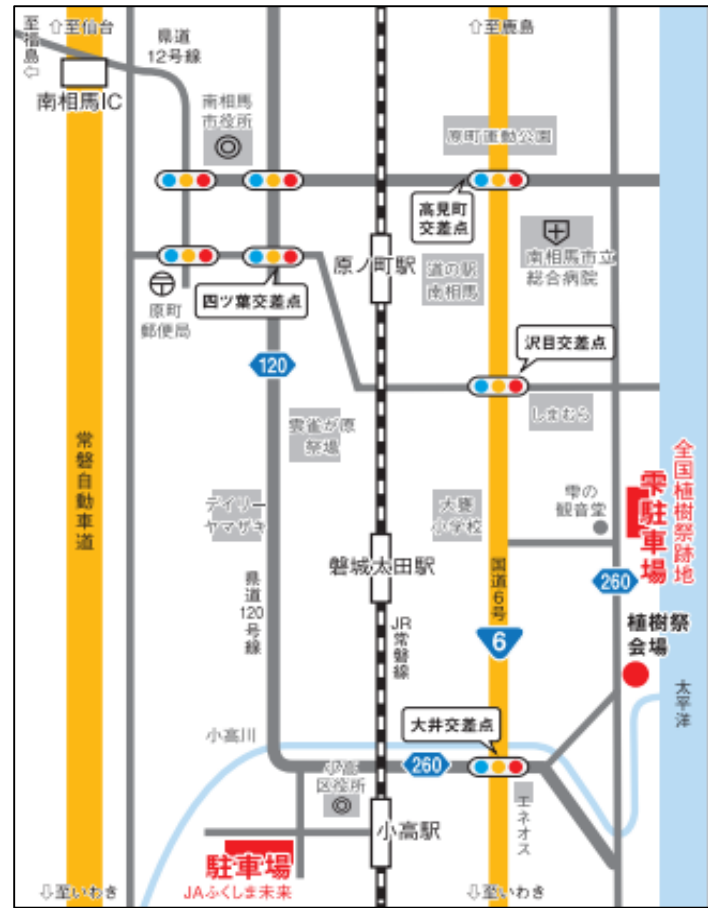 至福島
⇦
⇧至仙台
県道
12号線
⇧至鹿島
南相馬IC
南相馬
市役所
原町運動公園
高見町
交差点
南相馬市立
総合病院
原ノ町駅
道の駅
南相馬
原町
郵便局
四ツ葉交差点
沢目交差点
120
しまむら
雲雀が原
祭場
常磐自動車道
全国植樹祭跡地
雫駐車場
デイリー
ヤマザキ
大甕
小学校
雫の
観音堂
磐城太田駅
国道6号
260
県道120号線
JR常磐線
6
植樹祭
会場
太平洋
大井交差点
小高川
260
小高
区役所
エネオス
小高駅
駐車場
JAふくしま未来
⇩至いわき
⇩至いわき